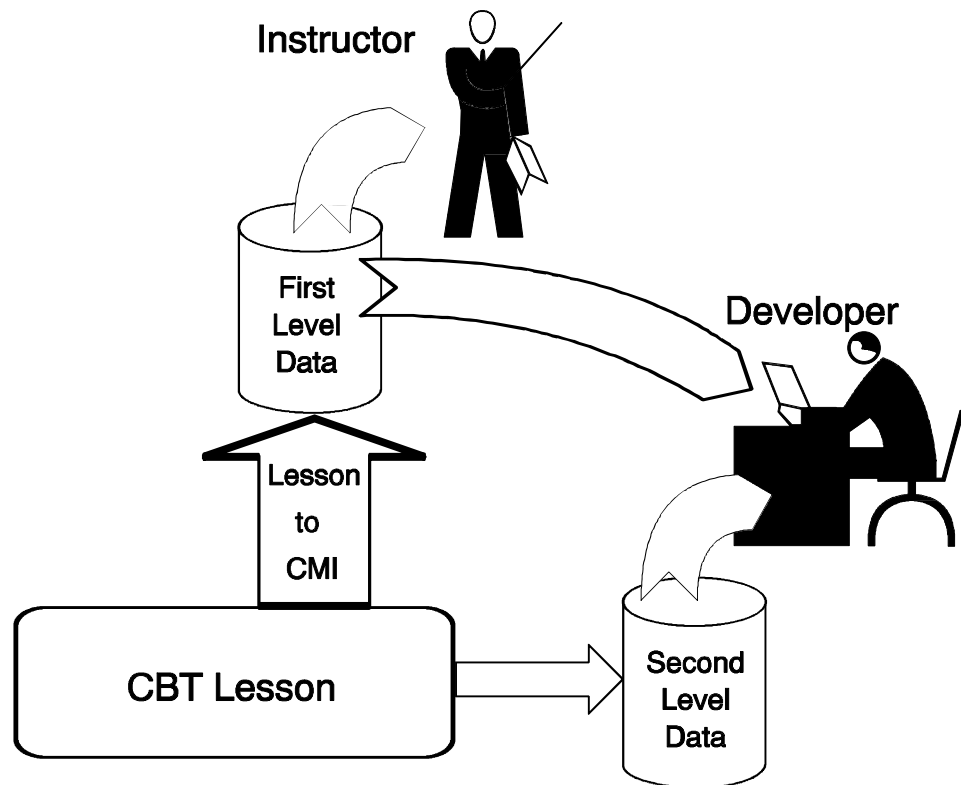 Instructor
First
Level
Data
Developer
Lesson
to
CMI
CBT Lesson
Second
Level
Data